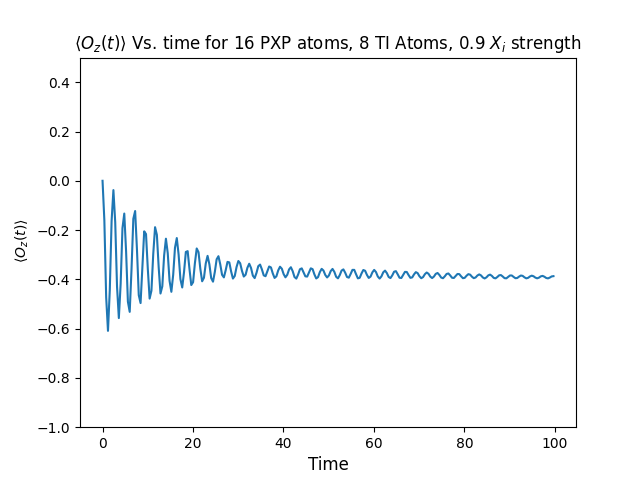 ⟨O_z(t)⟩ Vs. time for 16 PXP atoms, 8 TI Atoms, 0.9 X_i strength
0.4
0.2
0.0
−0.2
−0.4
−0.6
−0.8
−1.0
⟨O_z(t)⟩
0 20 40 60 80 100
Time